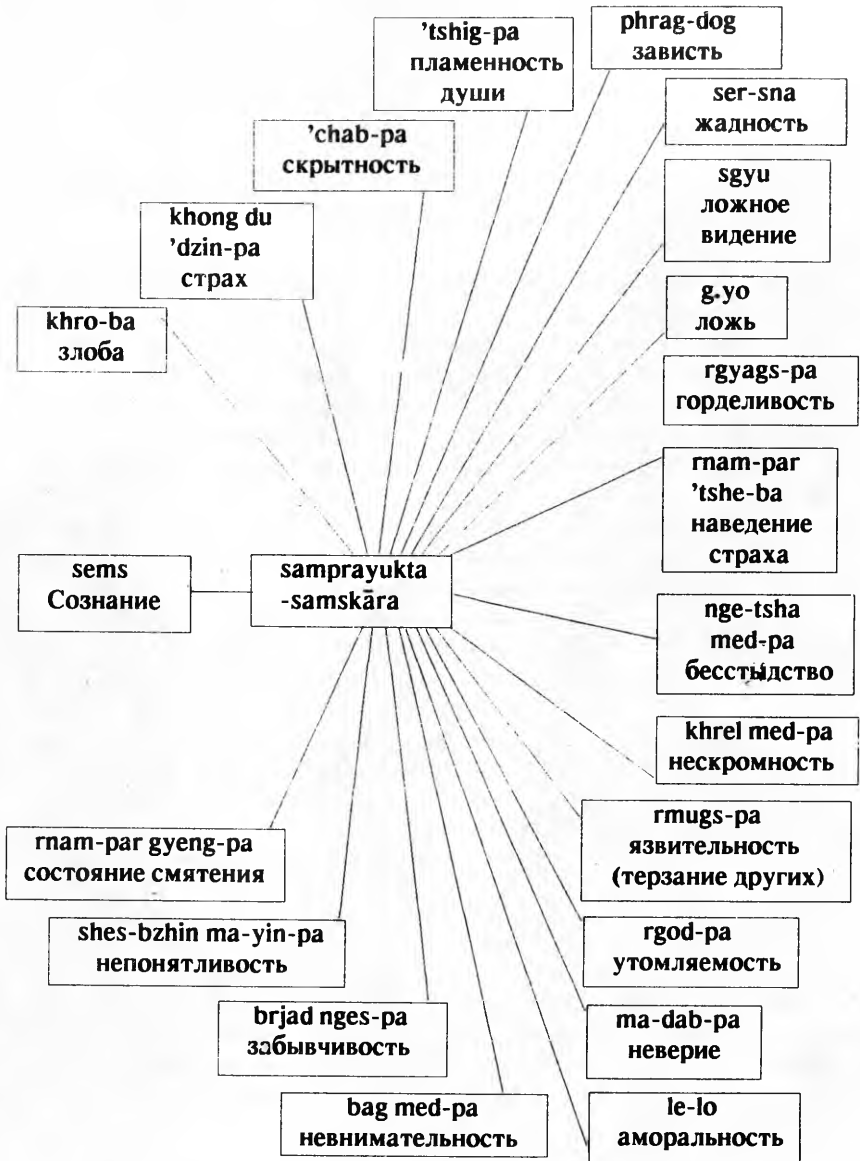 'tshig-pa
пламенность
души
phrag-dog
зависть
ser-sna
жадность
'chab-pa
скрытность
sgyu
ложное
видение
khong du
'dzin-pa
страх
g.yo
ложь
khro-ba
злоба
rgyags-pa
горделивость
rnam-par
'tshe-ba
наведение
страха
sems
Сознание
samprayukta
-samskāra
nge-tsha
med-pa
бесстыдство
khrel med-pa
нескромность
rmugs-pa
язвительность
(терзание других)
rnam-par gyeng-pa
состояние смятения
shes-bzhin ma-yin-pa
непонятливость
rgod-pa
утомляемость
brjad nges-pa
забывчивость
ma-dab-pa
неверие
bag med-pa
невнимательность
le-lo
аморальность